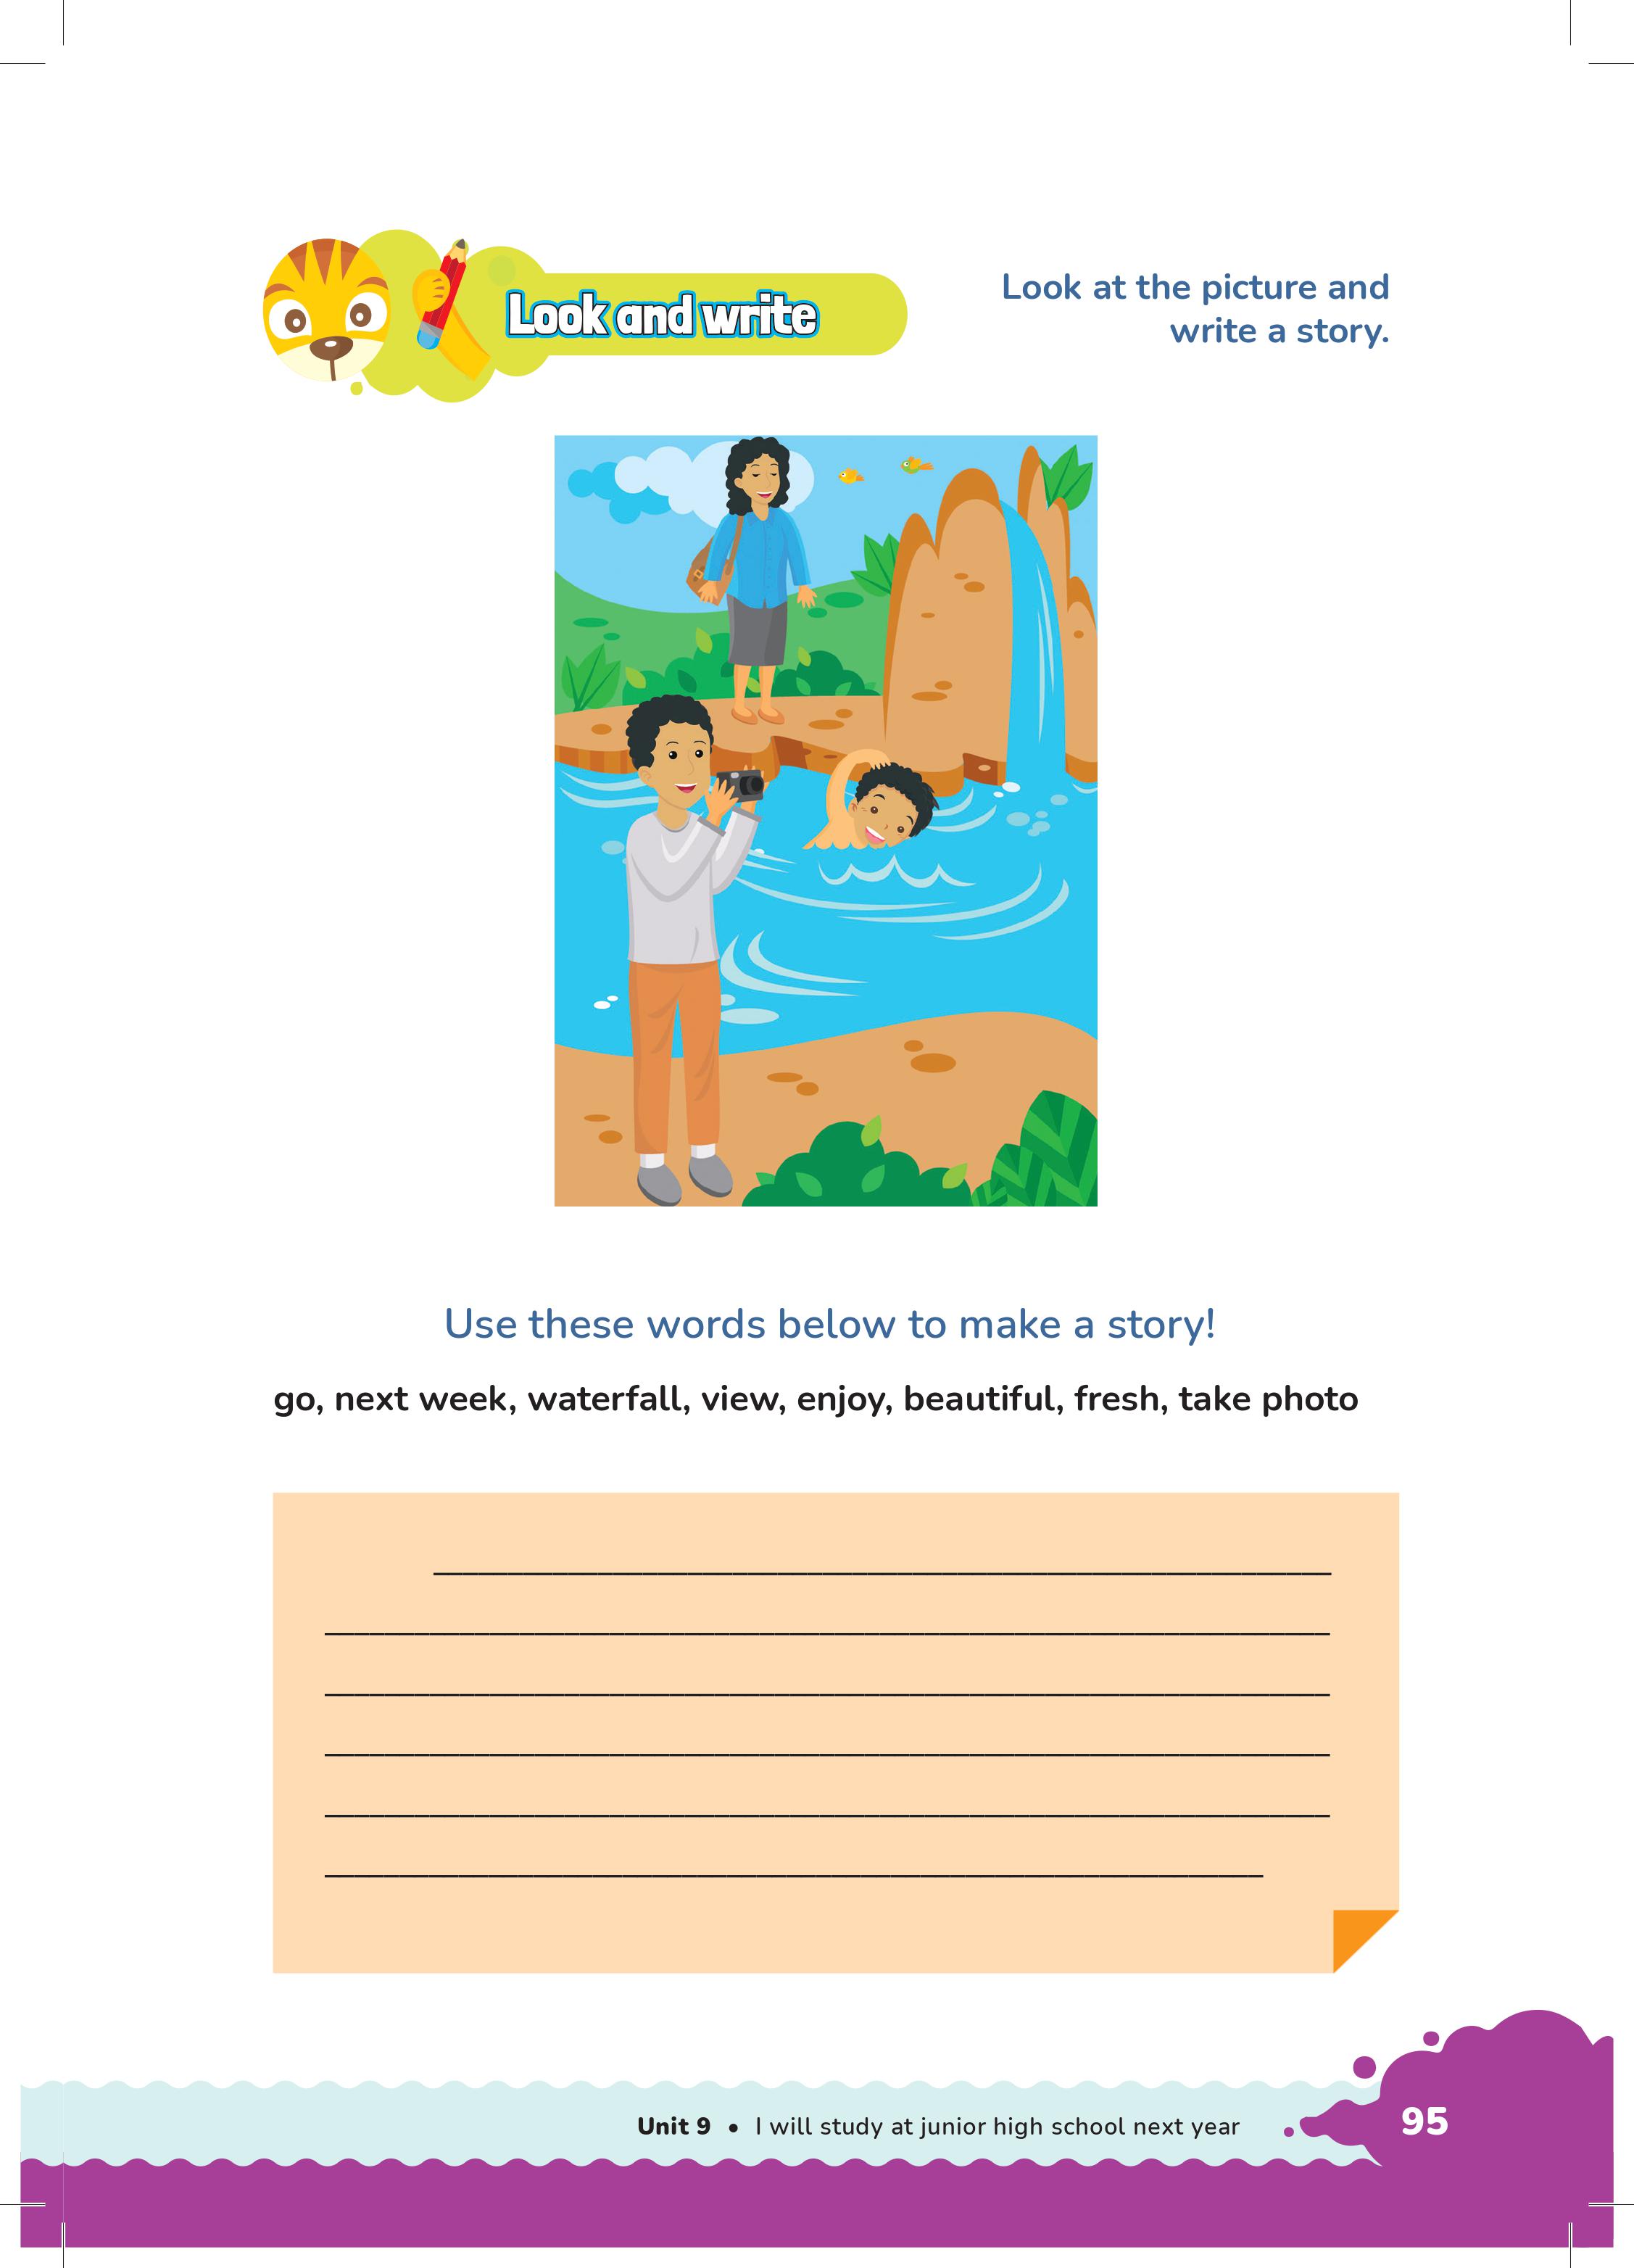 Look and write
Look at the picture and
write a story.
Use these words below to make a story!
go, next week, waterfall, view, enjoy, beautiful, fresh, take photo
Unit 9 • I will study at junior high school next year
95